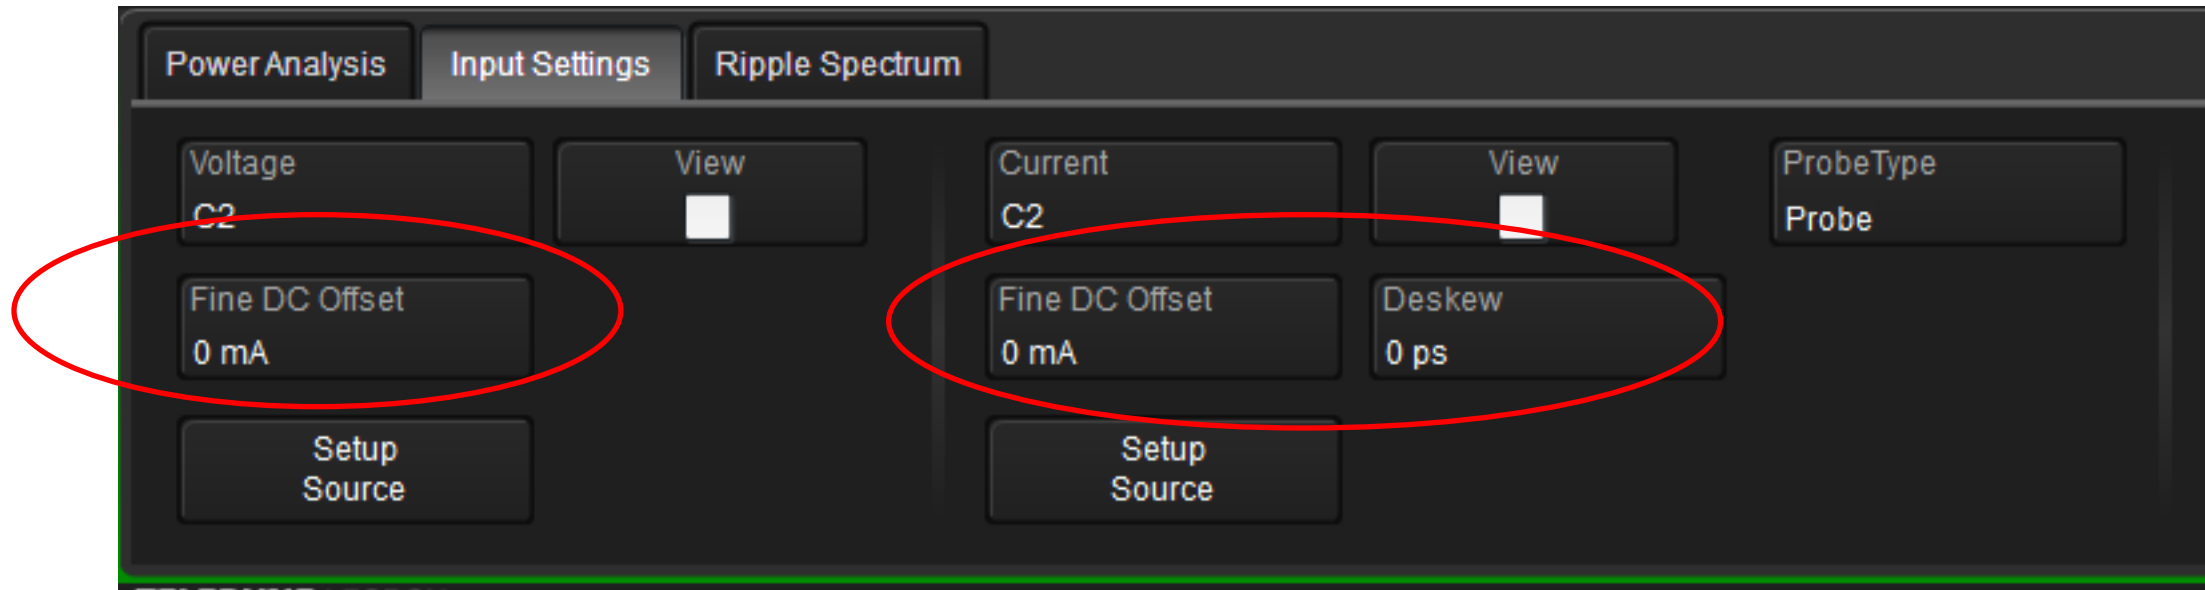 Power Analysis Input Settings Ripple Spectrum
Voltage View Current View ProbeType
C2 C2 Probe
Fine DC Offset Fine DC Offset Deskew
0 mA 0 mA 0 ps
Setup Setup
Source Source